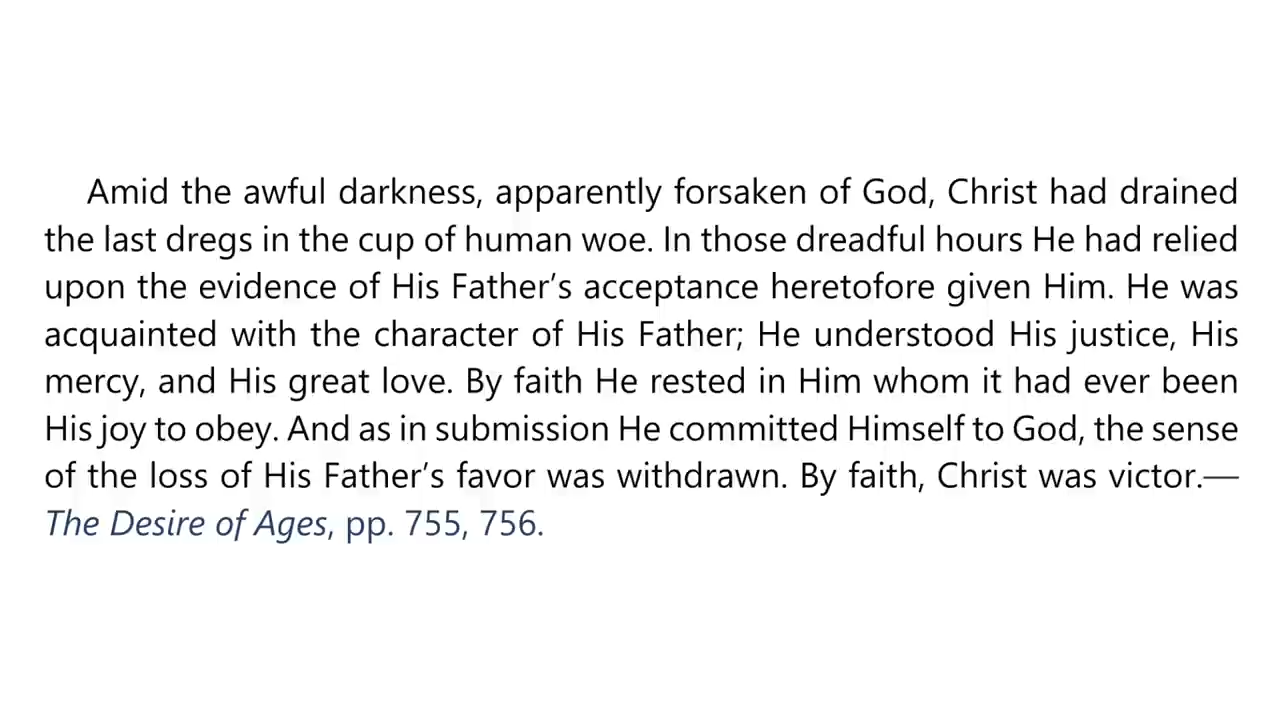 Amid the awful darkness, apparently forsaken of God, Christ had drained
the last dregs in the cup of human woe. In those dreadful hours He had relied
upon the evidence of His Father’s acceptance heretofore given Him. He was
acquainted with the character of His Father; He understood His justice, His
mercy, and His great love. By faith He rested in Him whom it had ever been
His joy to obey. And as in submission He committed Himself to God, the sense
of the loss of His Father’s favor was withdrawn. By faith, Christ was victor.—
The Desire of Ages, pp. 755, 756.